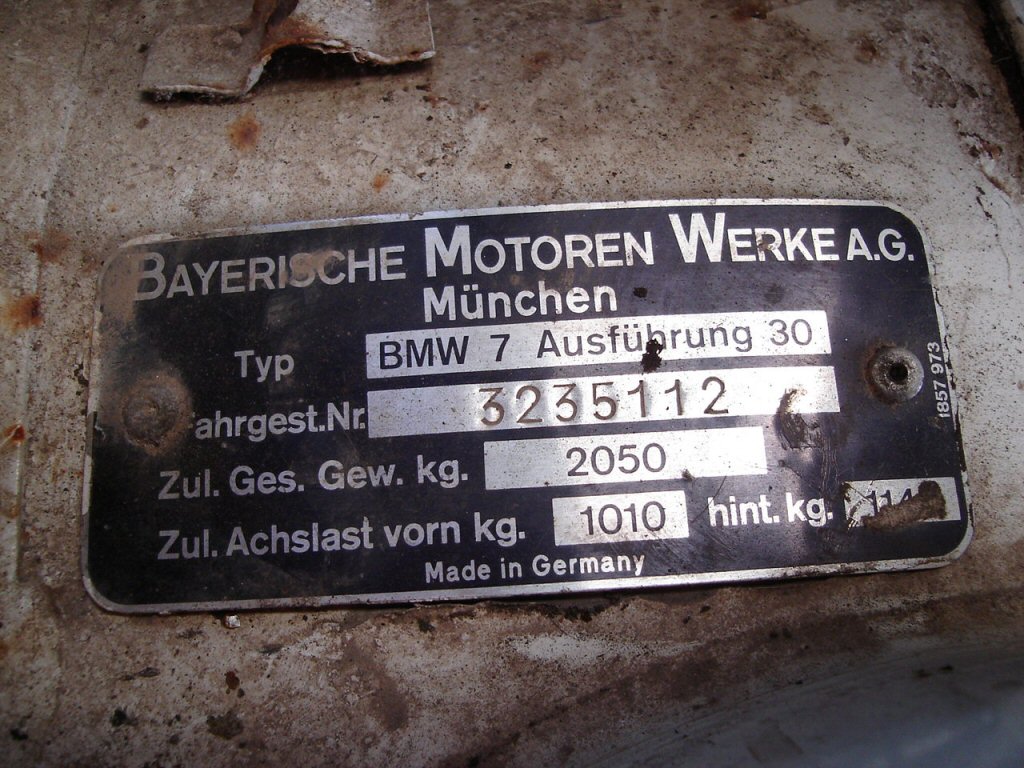 BAYERISCHE MOTOREN WERKE A.G.
München
Typ BMW 7 Ausführung 30
ahrgest.Nr. 3235112
Zul. Ges. Gew. kg. 2050
Zul. Achslast vorn kg. 1010 hint. kg.
Made in Germany
1857 973